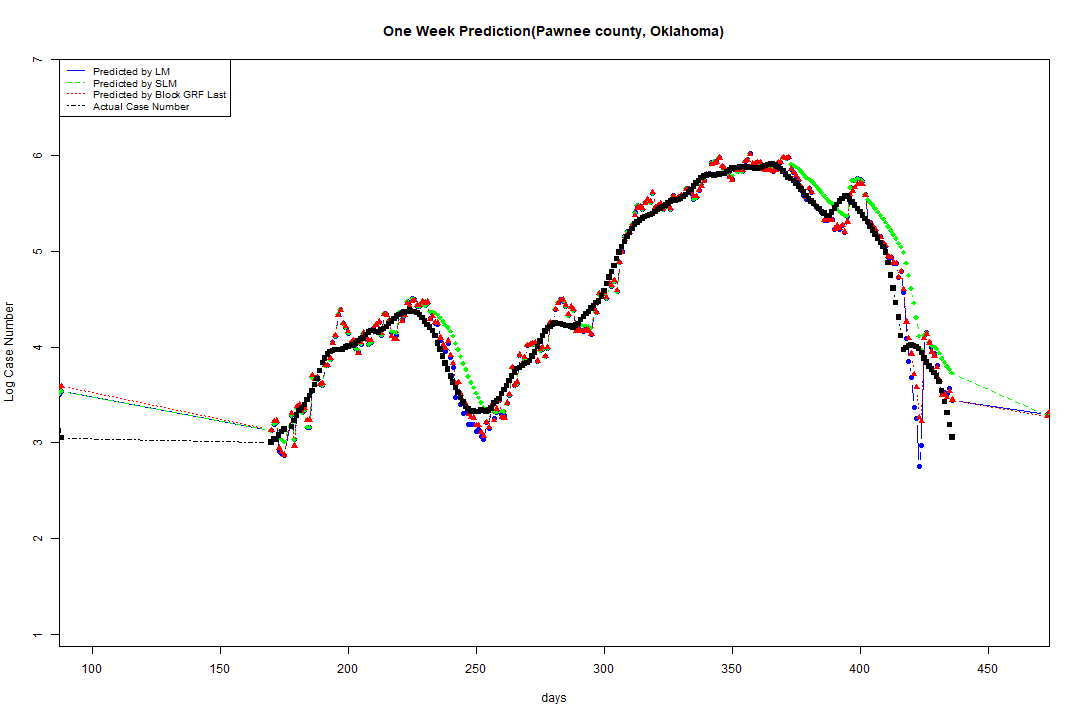 One Week Prediction(Pawnee county, Oklahoma)
Predicted by LM
Predicted by SLM
Predicted by Block GRF Last
Actual Case Number
7
6
5
4
3
2
1
Log Case Number
100 150 200 250 300 350 400 450
days